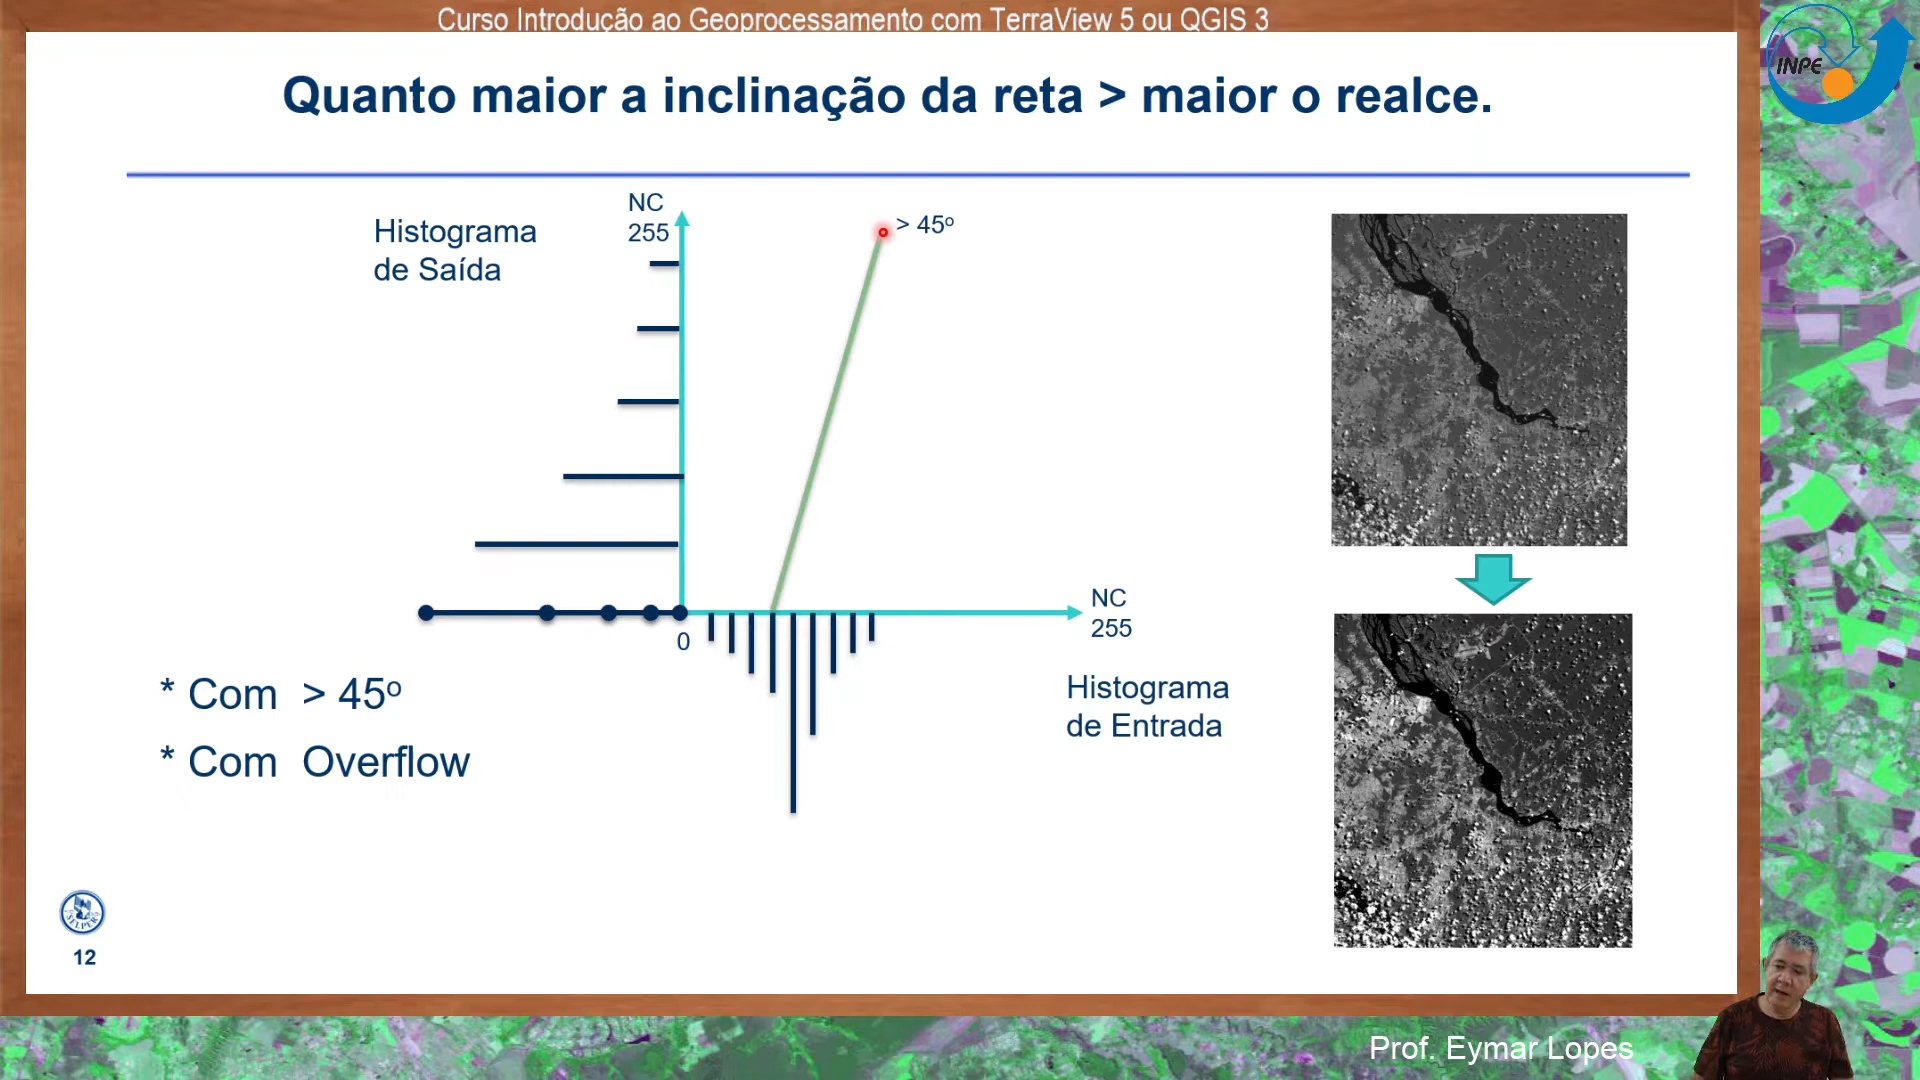 Curso Introdução ao Geoprocessamento com TerraView 5 ou QGIS 3
INPE
Quanto maior a inclinação da reta > maior o realce.
Histograma
de Saída
NC
255
> 45º
0
NC
255
Histograma
de Entrada
* Com > 45º
* Com Overflow
SELPER
12
Prof. Eymar Lopes